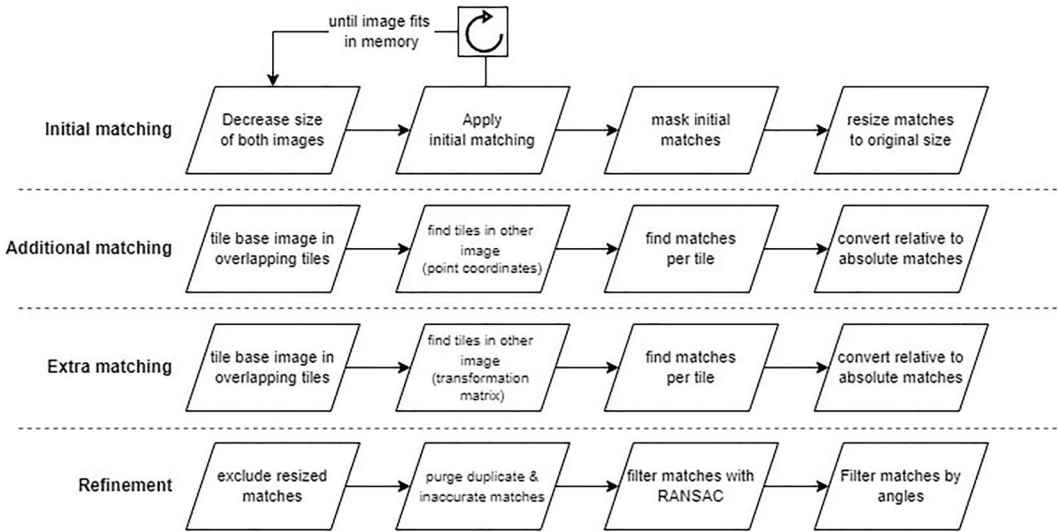 until image fits
in memory
Initial matching
Decrease size
of both images
Apply
initial matching
mask initial
matches
resize matches
to original size
Additional matching
tile base image in
overlapping tiles
find tiles in other
image
(point coordinates)
find matches
per tile
convert relative to
absolute matches
Extra matching
tile base image in
overlapping tiles
find tiles in other
image
(transformation
matrix)
find matches
per tile
convert relative to
absolute matches
Refinement
exclude resized
matches
purge duplicate &
inaccurate matches
filter matches with
RANSAC
Filter matches by
angles